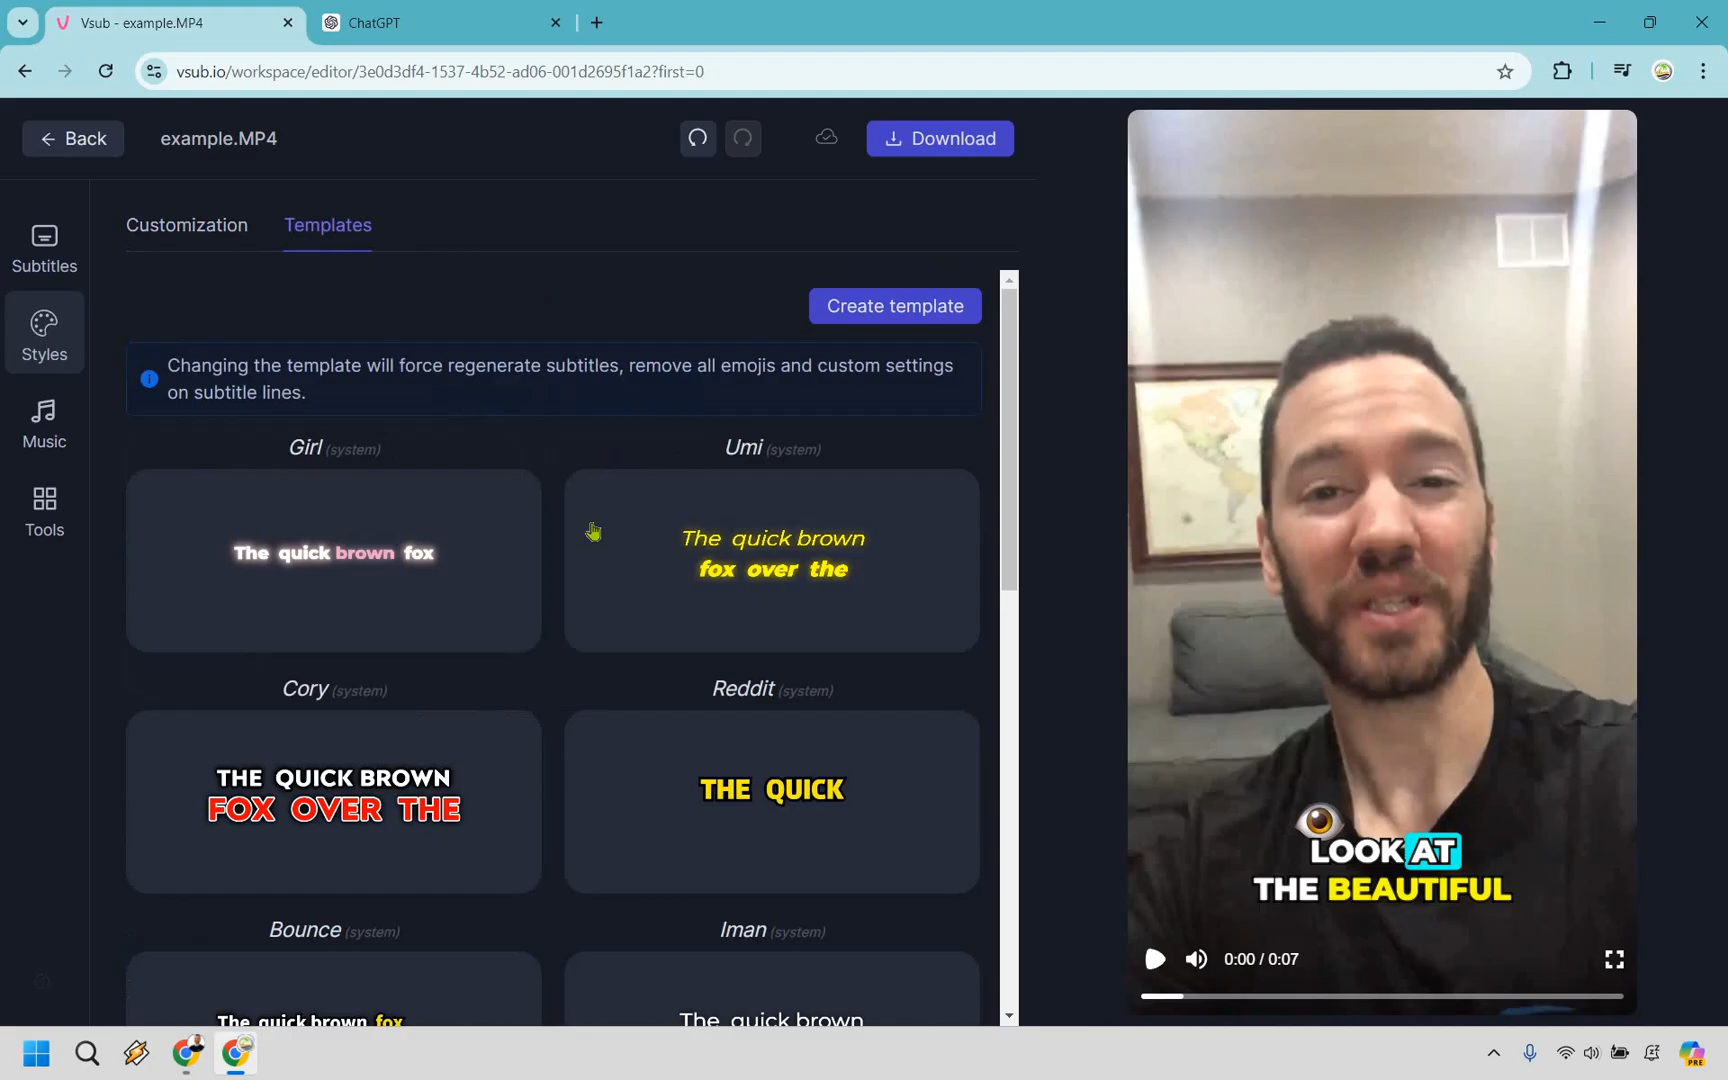 Vsub - example.MP4
ChatGPT
vsub.io/workspace/editor/3e0d3df4-1537-4b52-ad06-001d2695f1a2?first=0
Back
example.MP4
Download
Subtitles
Styles
Music
Tools
Customization
Templates
Create template
Changing the template will force regenerate subtitles, remove all emojis and custom settings
on subtitle lines.
Girl (system)
The quick brown fox
Umi (system)
The quick brown
fox over the
Cory (system)
THE QUICK BROWN
FOX OVER THE
Reddit (system)
THE QUICK
Bounce (system)
The quick brown fox
Iman (system)
The quick brown
LOOK AT
THE BEAUTIFUL
0:00 / 0:07
PRE